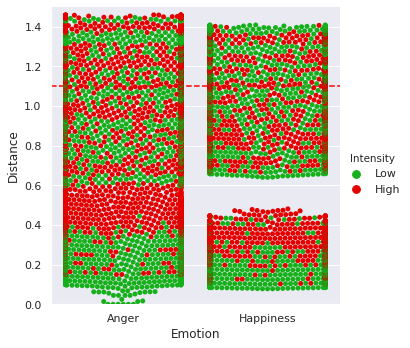 1.4
1.2
1.0
0.8
0.6
0.4
0.2
0.0
Distance
Anger
Happiness
Emotion
Intensity
Low
High